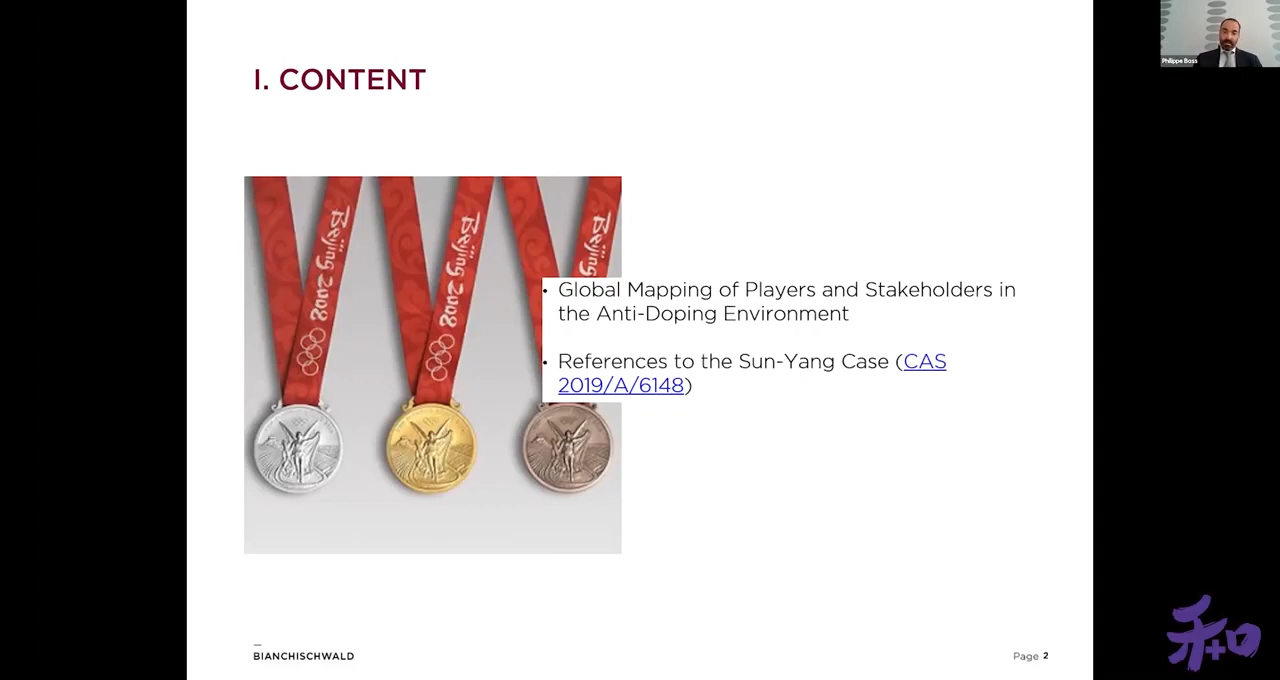 Philippe Boss
I. CONTENT
Beijing 2008
Beijing 2008
Beijing
• Global Mapping of Players and Stakeholders in
the Anti-Doping Environment
• References to the Sun-Yang Case (CAS
2019/A/6148)
BIANCHISCHWALD
Page 2
和